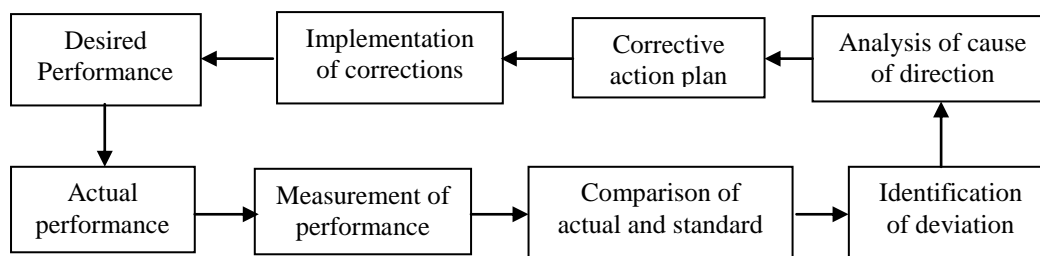 Desired
Performance
Implementation
of corrections
Corrective
action plan
Analysis of cause
of direction
Actual
performance
Measurement of
performance
Comparison of
actual and standard
Identification
of deviation